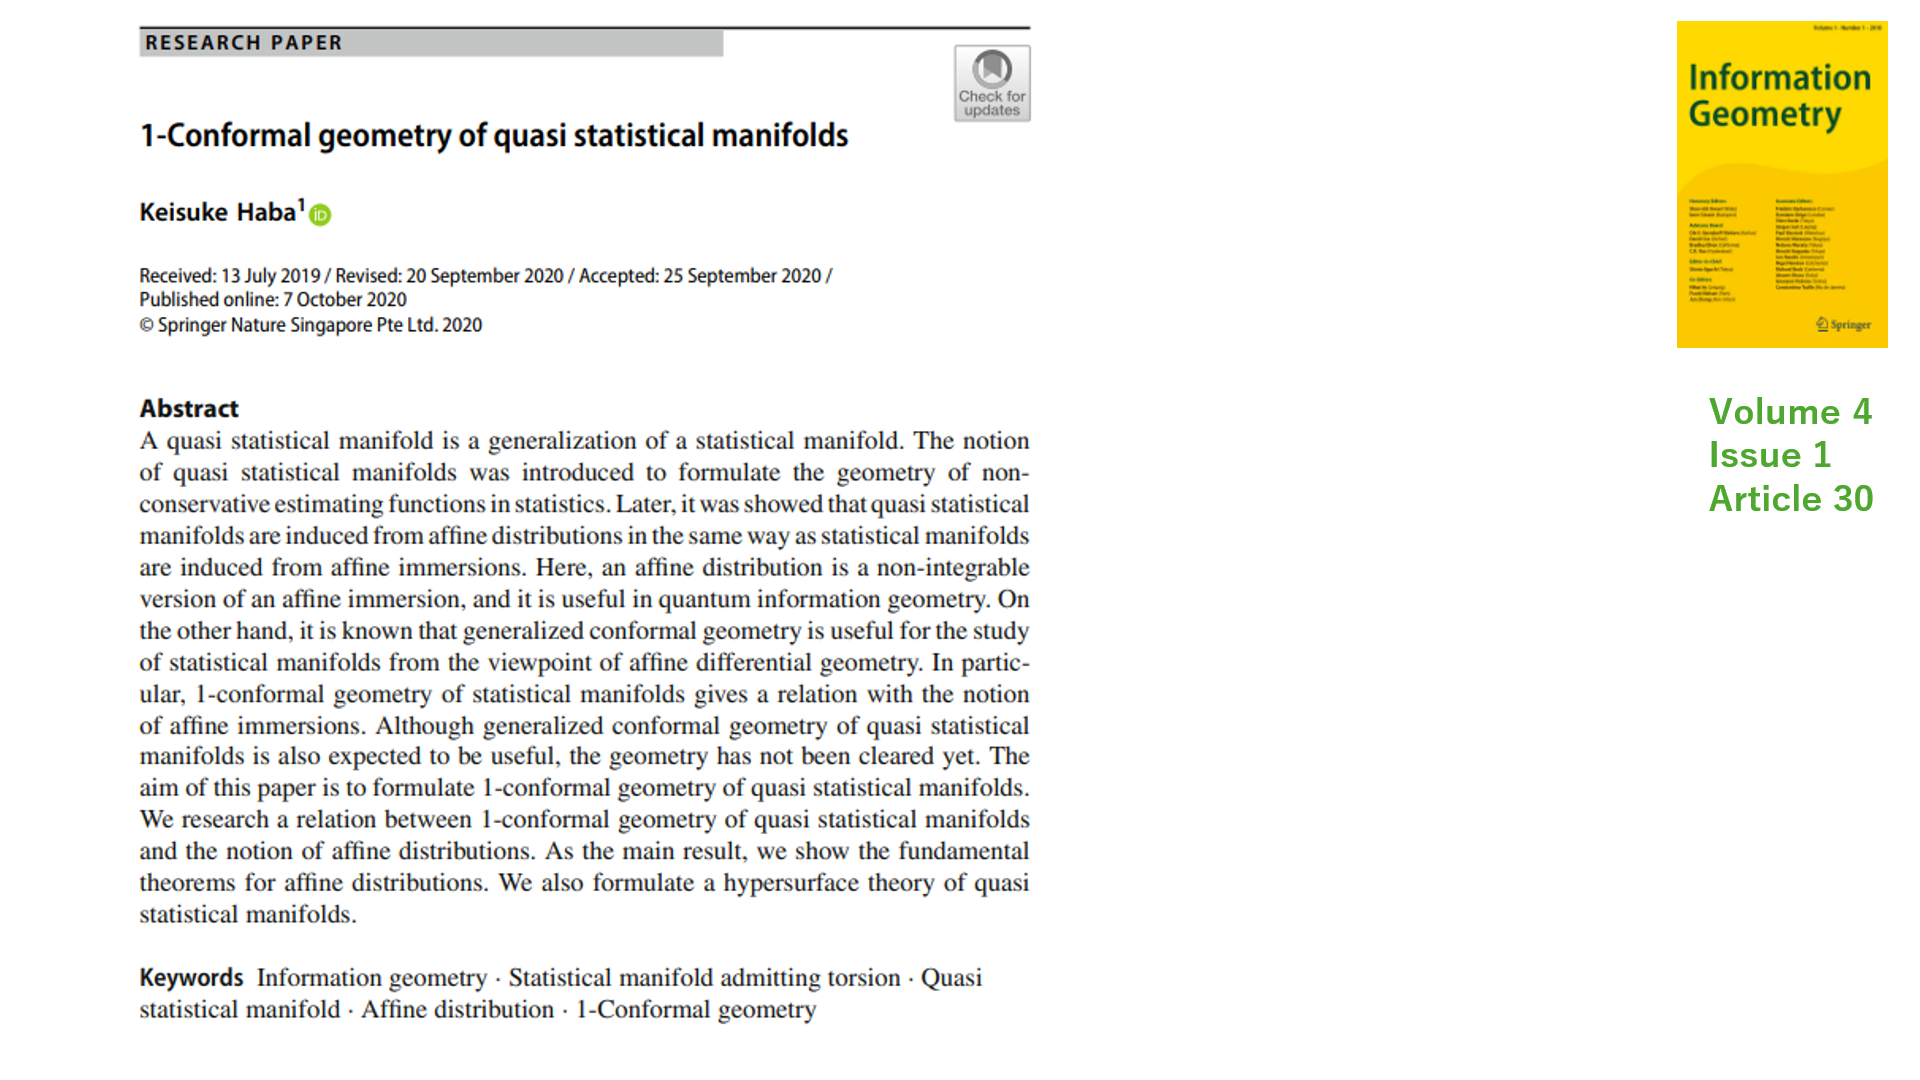 RESEARCH PAPER
Check for
updates
1-Conformal geometry of quasi statistical manifolds
Keisuke Haba1
iD
Received: 13 July 2019 / Revised: 20 September 2020 / Accepted: 25 September 2020 /
Published online: 7 October 2020
© Springer Nature Singapore Pte Ltd. 2020
Abstract
A quasi statistical manifold is a generalization of a statistical manifold. The notion
of quasi statistical manifolds was introduced to formulate the geometry of non-
conservative estimating functions in statistics. Later, it was showed that quasi statistical
manifolds are induced from affine distributions in the same way as statistical manifolds
are induced from affine immersions. Here, an affine distribution is a non-integrable
version of an affine immersion, and it is useful in quantum information geometry. On
the other hand, it is known that generalized conformal geometry is useful for the study
of statistical manifolds from the viewpoint of affine differential geometry. In partic-
ular, 1-conformal geometry of statistical manifolds gives a relation with the notion
of affine immersions. Although generalized conformal geometry of quasi statistical
manifolds is also expected to be useful, the geometry has not been cleared yet. The
aim of this paper is to formulate 1-conformal geometry of quasi statistical manifolds.
We research a relation between 1-conformal geometry of quasi statistical manifolds
and the notion of affine distributions. As the main result, we show the fundamental
theorems for affine distributions. We also formulate a hypersurface theory of quasi
statistical manifolds.
Keywords Information geometry · Statistical manifold admitting torsion · Quasi
statistical manifold · Affine distribution · 1-Conformal geometry
Volume 1 · Number 1 · 2018
Information
Geometry
Springer
Volume 4
Issue 1
Article 30